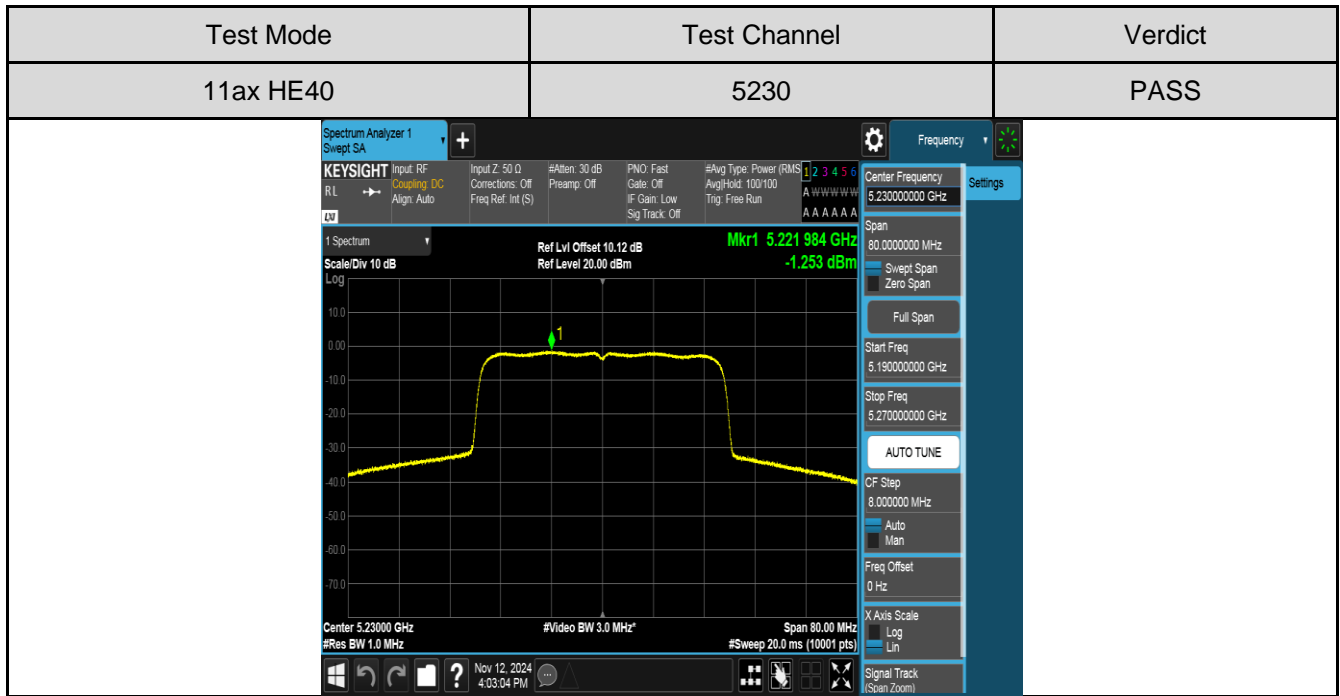 Test Mode Test Channel Verdict
11ax HE40 5230 PASS
Spectrum Analyzer 1
Swept SA
+
Frequency
KEYSIGHT
RL
LXI
Input: RF
Coupling: DC
Align: Auto
Input Z: 50 Ω
Corrections: Off
Freq Ref: Int (S)
#Atten: 30 dB
Preamp: Off
PNO: Fast
Gate: Off
IF Gain: Low
Sig Track: Off
#Avg Type: Power (RMS
Avg|Hold: 100/100
Trig: Free Run
1 2 3 4 5 6
A W W W W W
A A A A A A
1 Spectrum
Scale/Div 10 dB
Log
Ref Lvl Offset 10.12 dB
Ref Level 20.00 dBm
Mkr1 5.221 984 GHz
-1.253 dBm
1
10.0
0.00
-10.0
-20.0
-30.0
-40.0
-50.0
-60.0
-70.0
Center 5.23000 GHz
#Res BW 1.0 MHz
#Video BW 3.0 MHz*
Span 80.00 MHz
#Sweep 20.0 ms (10001 pts)
?
Nov 12, 2024
4:03:04 PM
Center Frequency
5.230000000 GHz
Span
80.0000000 MHz
Swept Span
Zero Span
Full Span
Start Freq
5.190000000 GHz
Stop Freq
5.270000000 GHz
AUTO TUNE
CF Step
8.000000 MHz
Auto
Man
Freq Offset
0 Hz
X Axis Scale
Log
Lin
Signal Track
(Span Zoom)
Settings